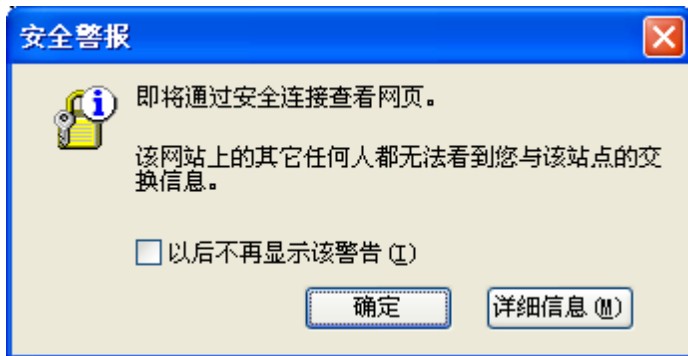 安全警报
即将通过安全连接查看网页。
该网站上的其它任何人都无法看到您与该站点的交
换信息。
以后不再显示该警告(I)
确定
详细信息(M)